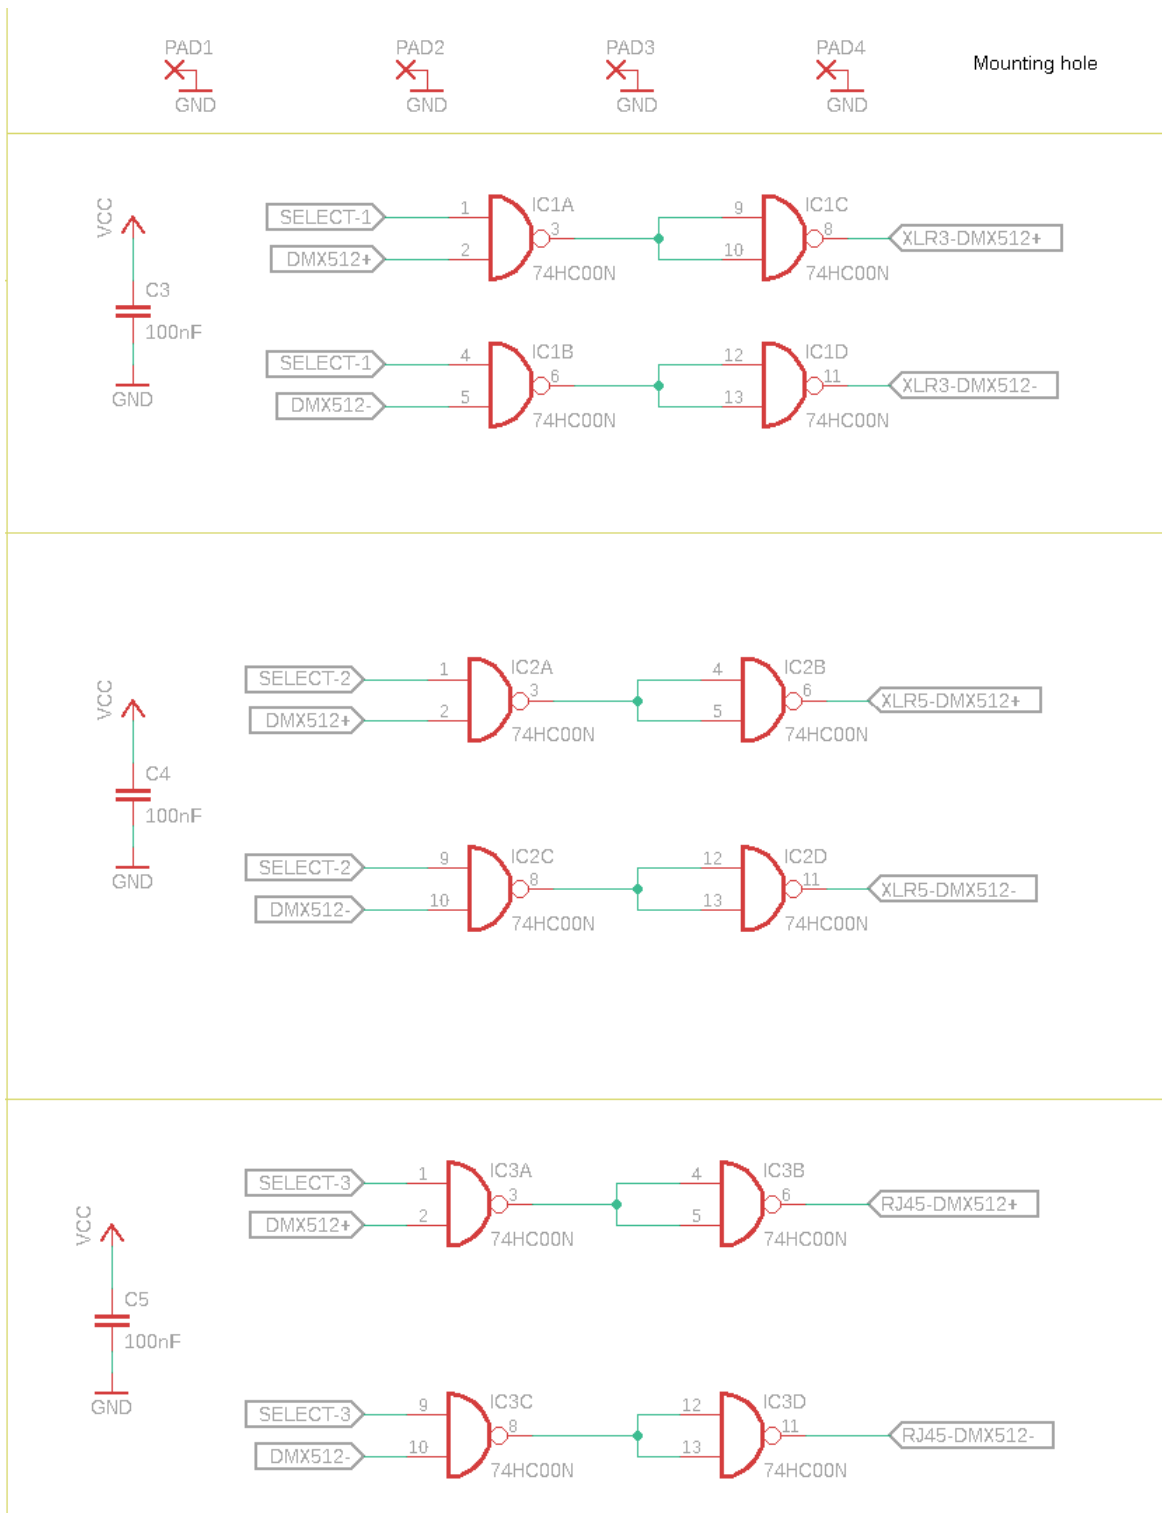 PAD1 PAD2 PAD3 PAD4 Mounting hole
GND GND GND GND
VCC
C3
100nF
GND
SELECT-1 1 IC1A 9 IC1C
DMX512+ 2 3 10 8 XLR3-DMX512+
74HC00N 74HC00N
SELECT-1 4 IC1B 12 IC1D
DMX512- 5 6 13 11 XLR3-DMX512-
74HC00N 74HC00N
VCC
C4
100nF
GND
SELECT-2 1 IC2A 4 IC2B
DMX512+ 2 3 5 6 XLR5-DMX512+
74HC00N 74HC00N
SELECT-2 9 IC2C 12 IC2D
DMX512- 10 8 13 11 XLR5-DMX512-
74HC00N 74HC00N
VCC
C5
100nF
GND
SELECT-3 1 IC3A 4 IC3B
DMX512+ 2 3 5 6 RJ45-DMX512+
74HC00N 74HC00N
SELECT-3 9 IC3C 12 IC3D
DMX512- 10 8 13 11 RJ45-DMX512-
74HC00N 74HC00N